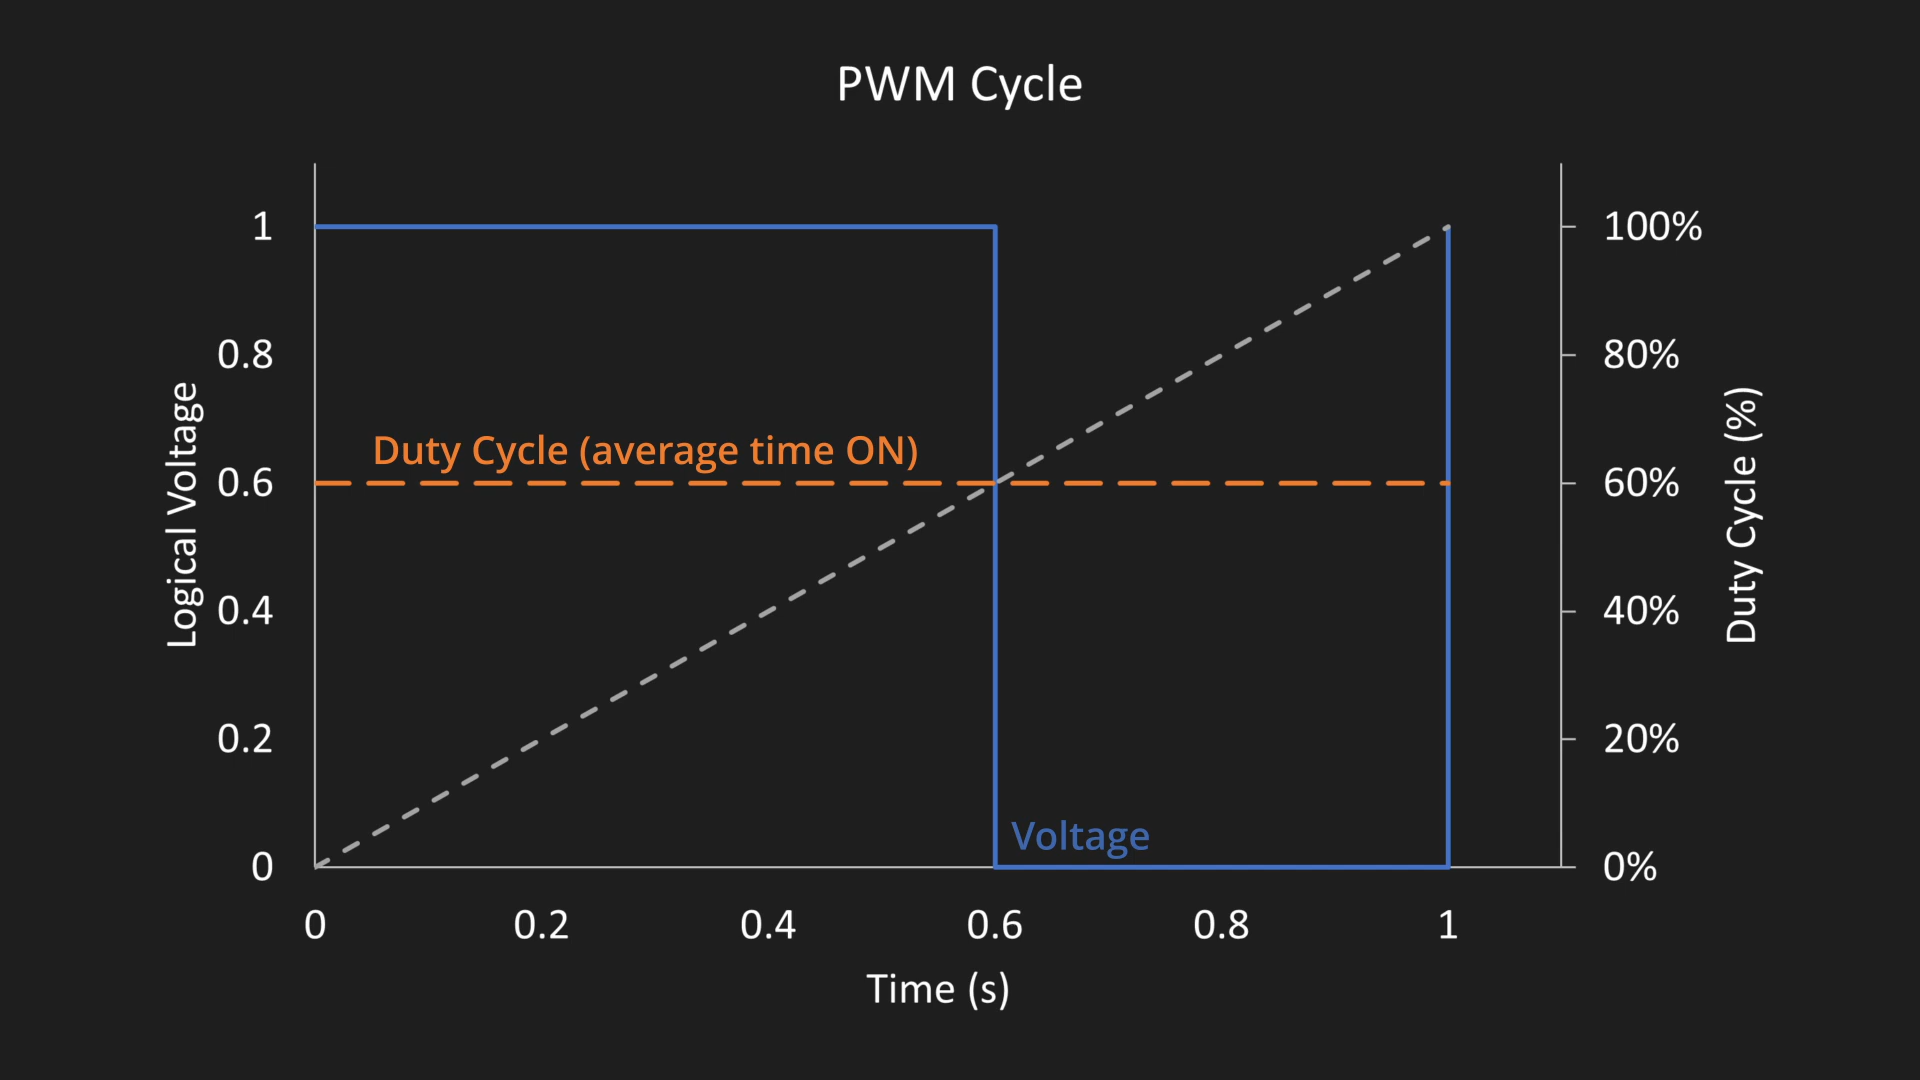 PWM Cycle
1
0.8
0.6
0.4
0.2
0
Logical Voltage
Duty Cycle (average time ON)
Voltage
100%
80%
60%
40%
20%
0%
Duty Cycle (%)
0 0.2 0.4 0.6 0.8 1
Time (s)